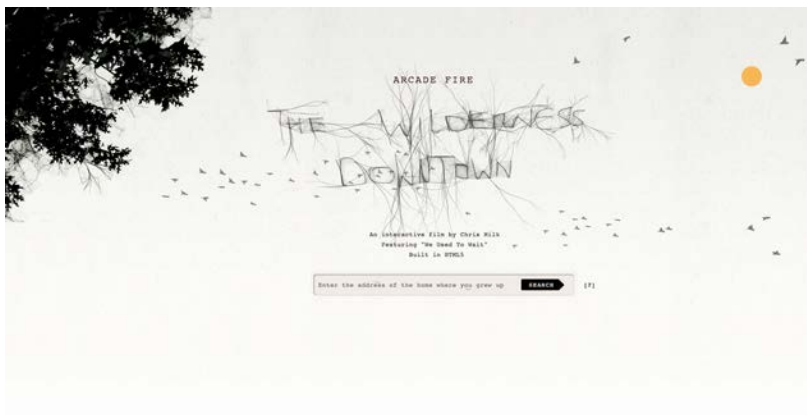 ARCADE FIRE
THE WILDERNESS
DOWNTOWN
An interactive film by Chris Milk
Featuring "We Used To Wait"
Built in HTML5
Enter the address of the home where you grew up SEARCH [?]